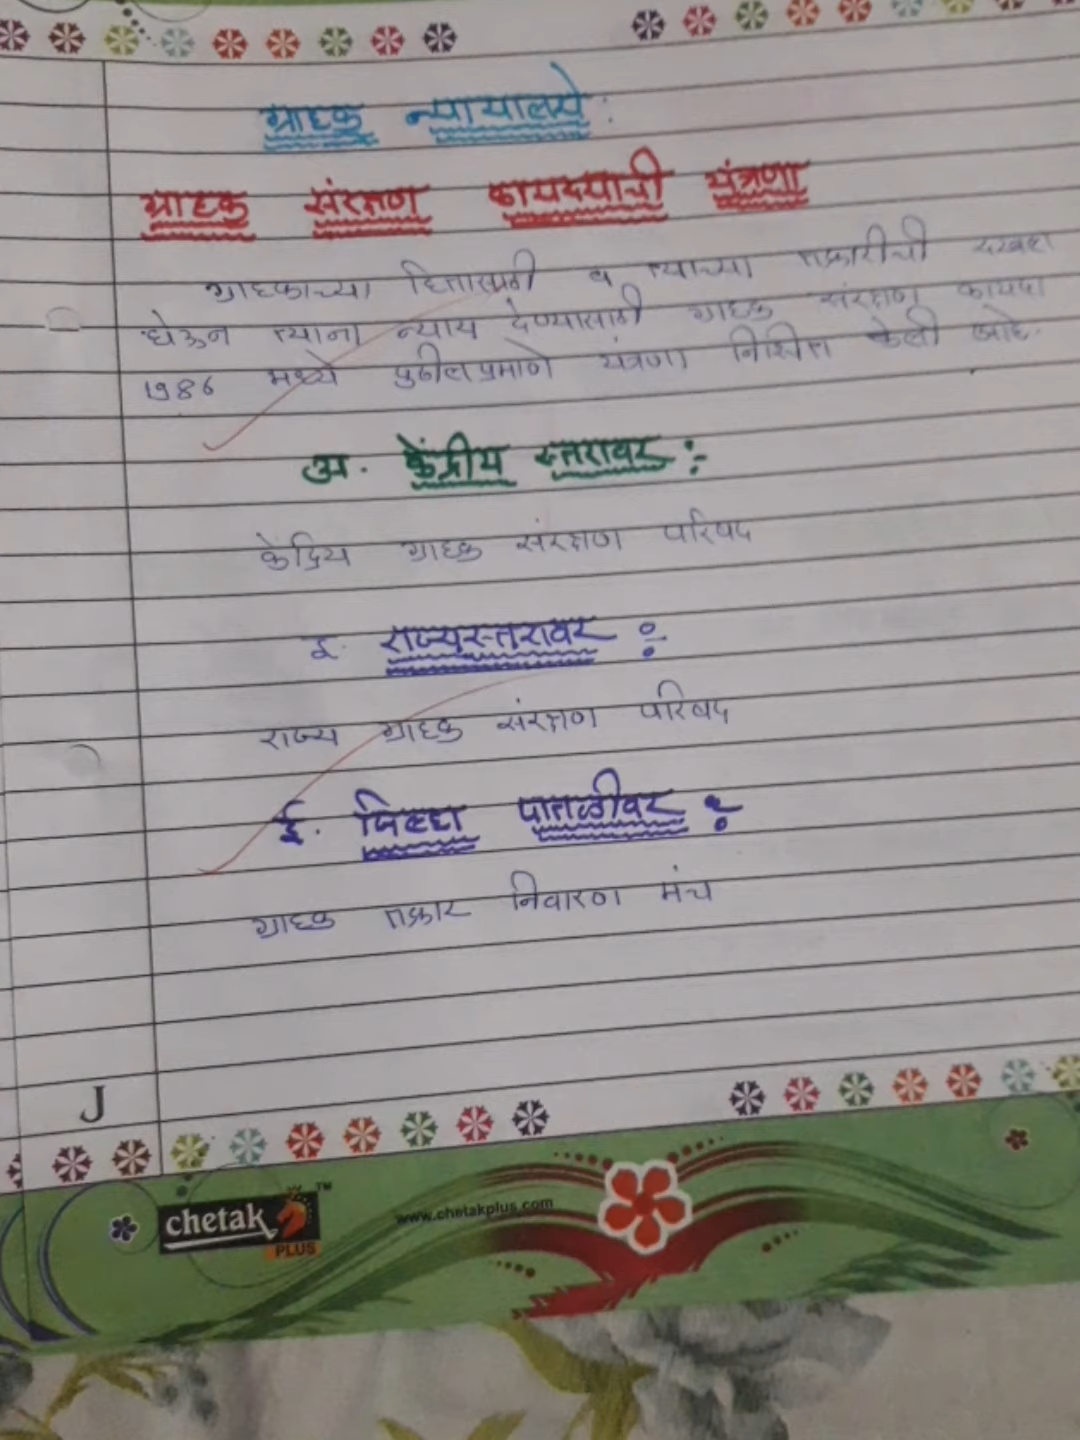 ग्राहक न्यायालये :
ग्राहक संरक्षण कायद्याची यंत्रणा
ग्राहकाच्या हितासाठी व त्याच्या तक्रारीची दखल
घेऊन त्याना न्याय देण्यासाठी ग्राहक संरक्षण कायदा
1986 मध्ये पुढीलप्रमाणे यंत्रणा निश्चित केली आहे.
अ. केंद्रीय स्तरावर :-
केंद्रिय ग्राहक संरक्षण परिषद
इ. राज्यस्तरावर :
राज्य ग्राहक संरक्षण परिषद
ई. जिल्हा पातळीवर :
ग्राहक तक्रार निवारण मंच
J
chetak PLUS TM
www.chetakplus.com